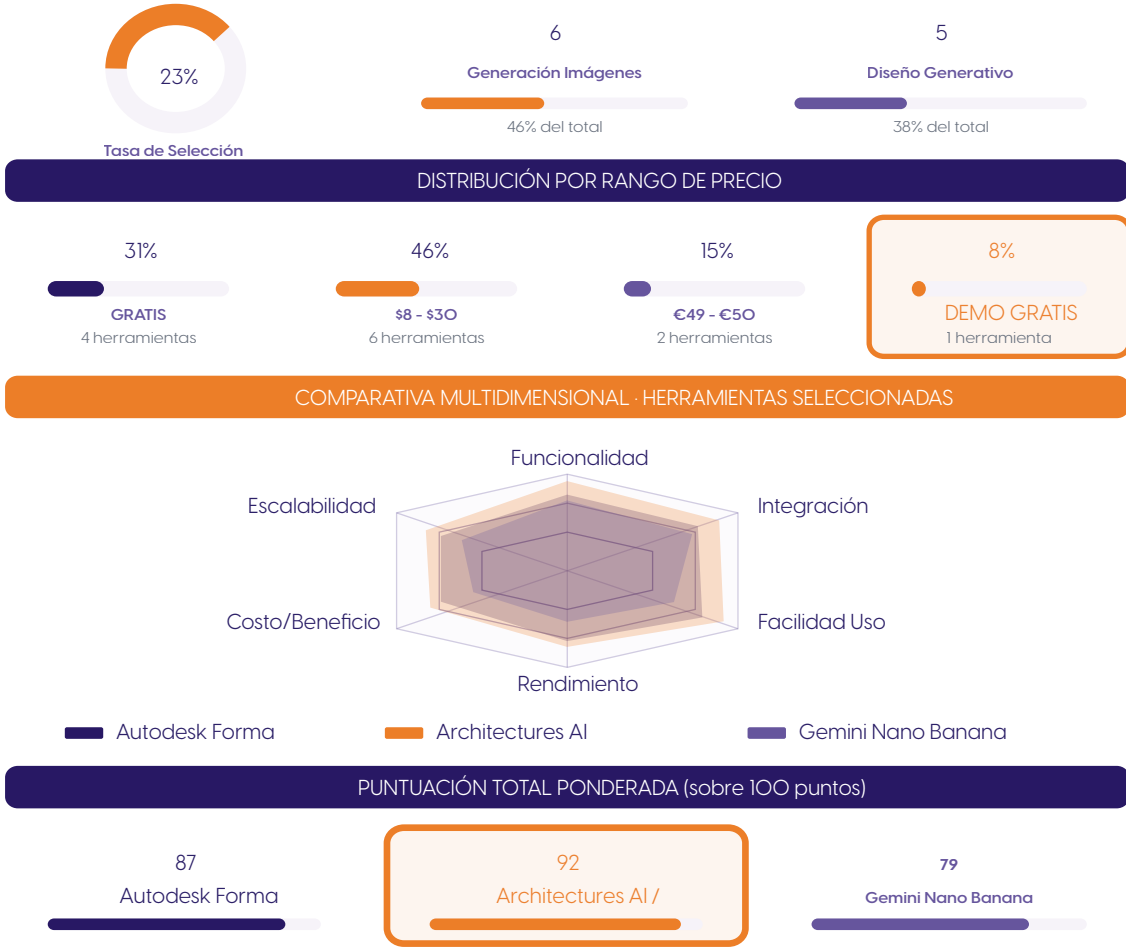 23%
Tasa de Selección
6
Generación Imágenes
46% del total
5
Diseño Generativo
38% del total
DISTRIBUCIÓN POR RANGO DE PRECIO
31%
GRATIS
4 herramientas
46%
$8 - $30
6 herramientas
15%
€49 - €50
2 herramientas
8%
DEMO GRATIS
1 herramienta
COMPARATIVA MULTIDIMENSIONAL · HERRAMIENTAS SELECCIONADAS
Funcionalidad
Escalabilidad
Integración
Costo/Beneficio
Facilidad Uso
Rendimiento
Autodesk Forma
Architectures AI
Gemini Nano Banana
PUNTUACIÓN TOTAL PONDERADA (sobre 100 puntos)
87
Autodesk Forma
92
Architectures AI /
79
Gemini Nano Banana